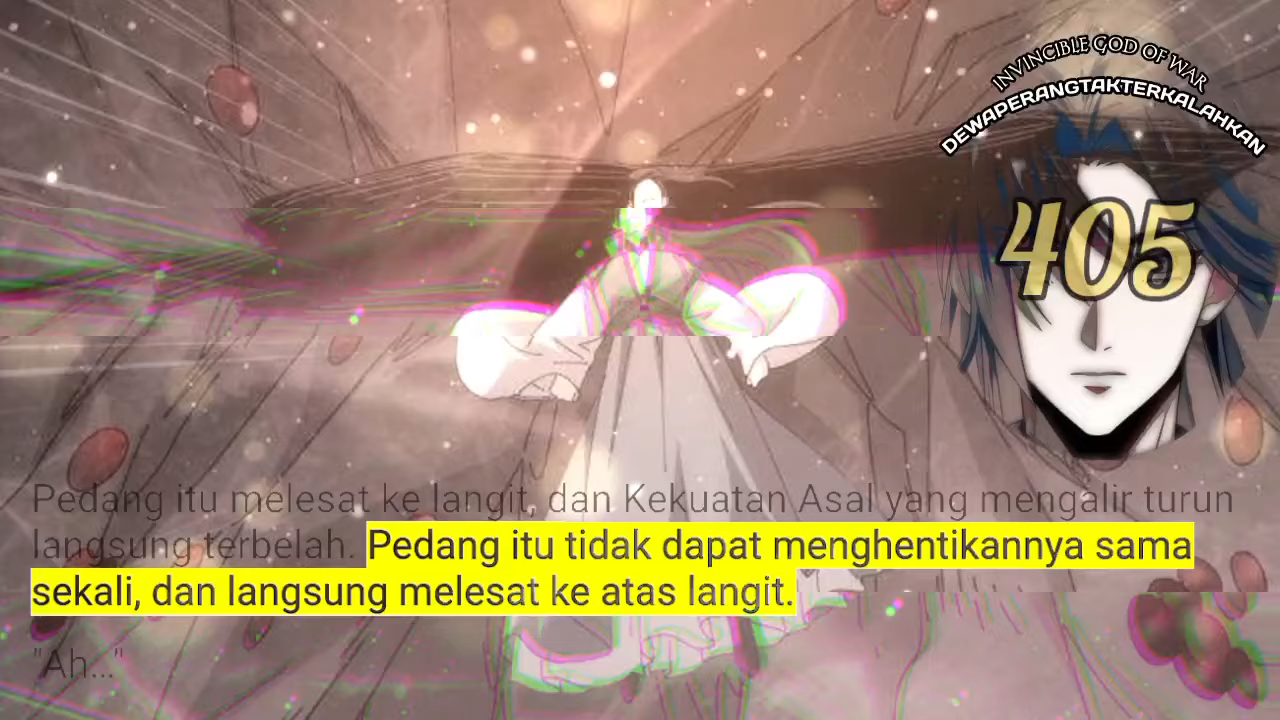 INVINCIBLE GOD OF WAR
DEWAPERANGTAKTERKALAHKAN
405
Pedang itu melesat ke langit, dan Kekuatan Asal yang mengalir turun
langsung terbelah. Pedang itu tidak dapat menghentikannya sama
sekali, dan langsung melesat ke atas langit.
"Ah..."